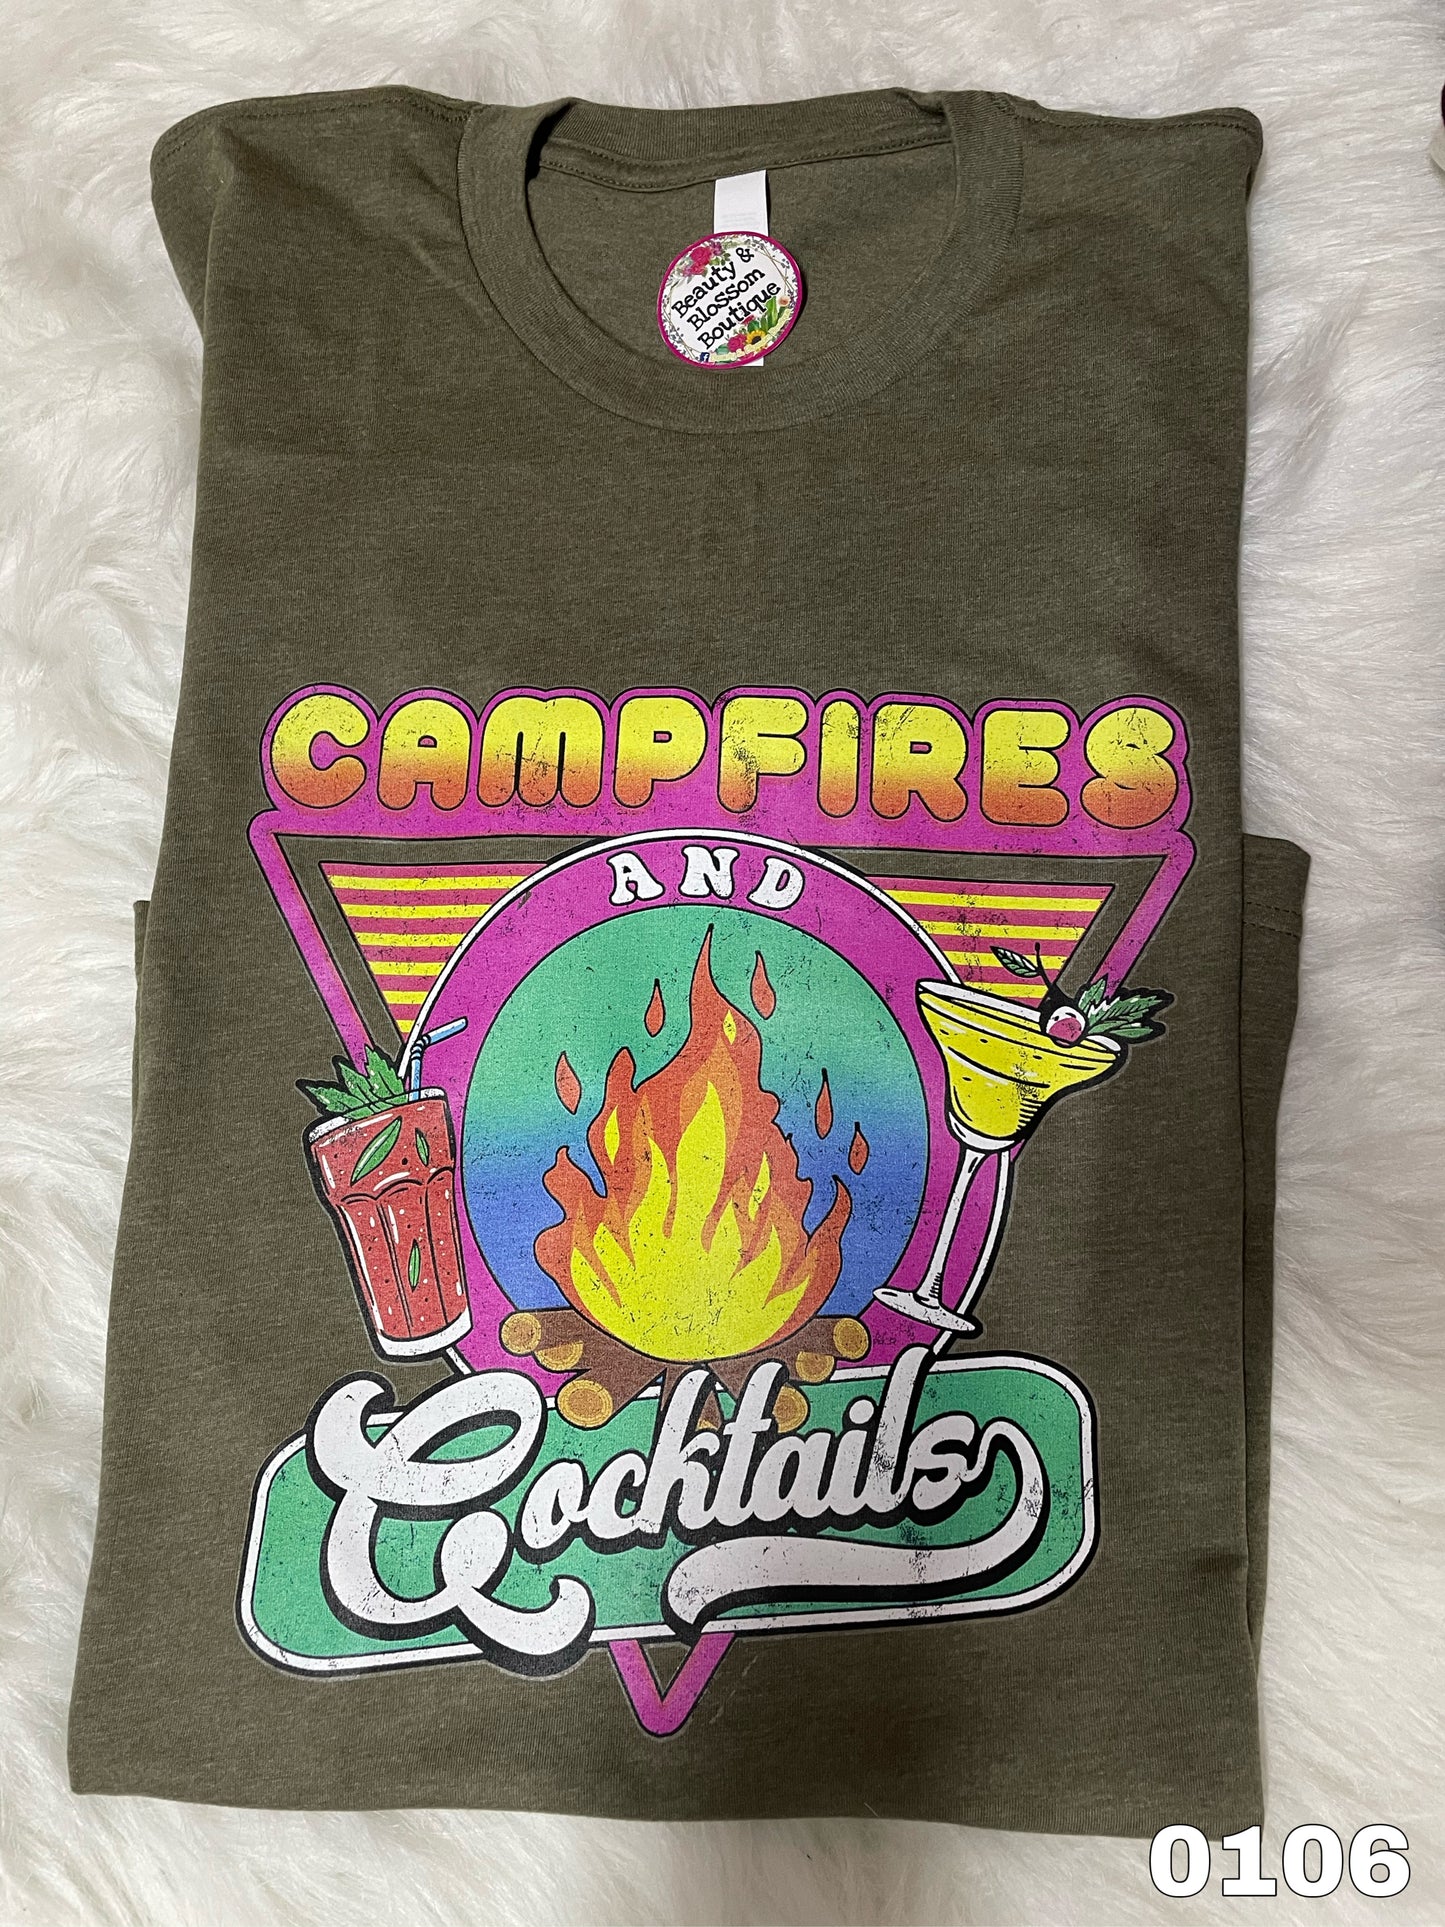 Beauty &
Blossom
Boutique
CAMPFIRES
AND
Cocktails
0106